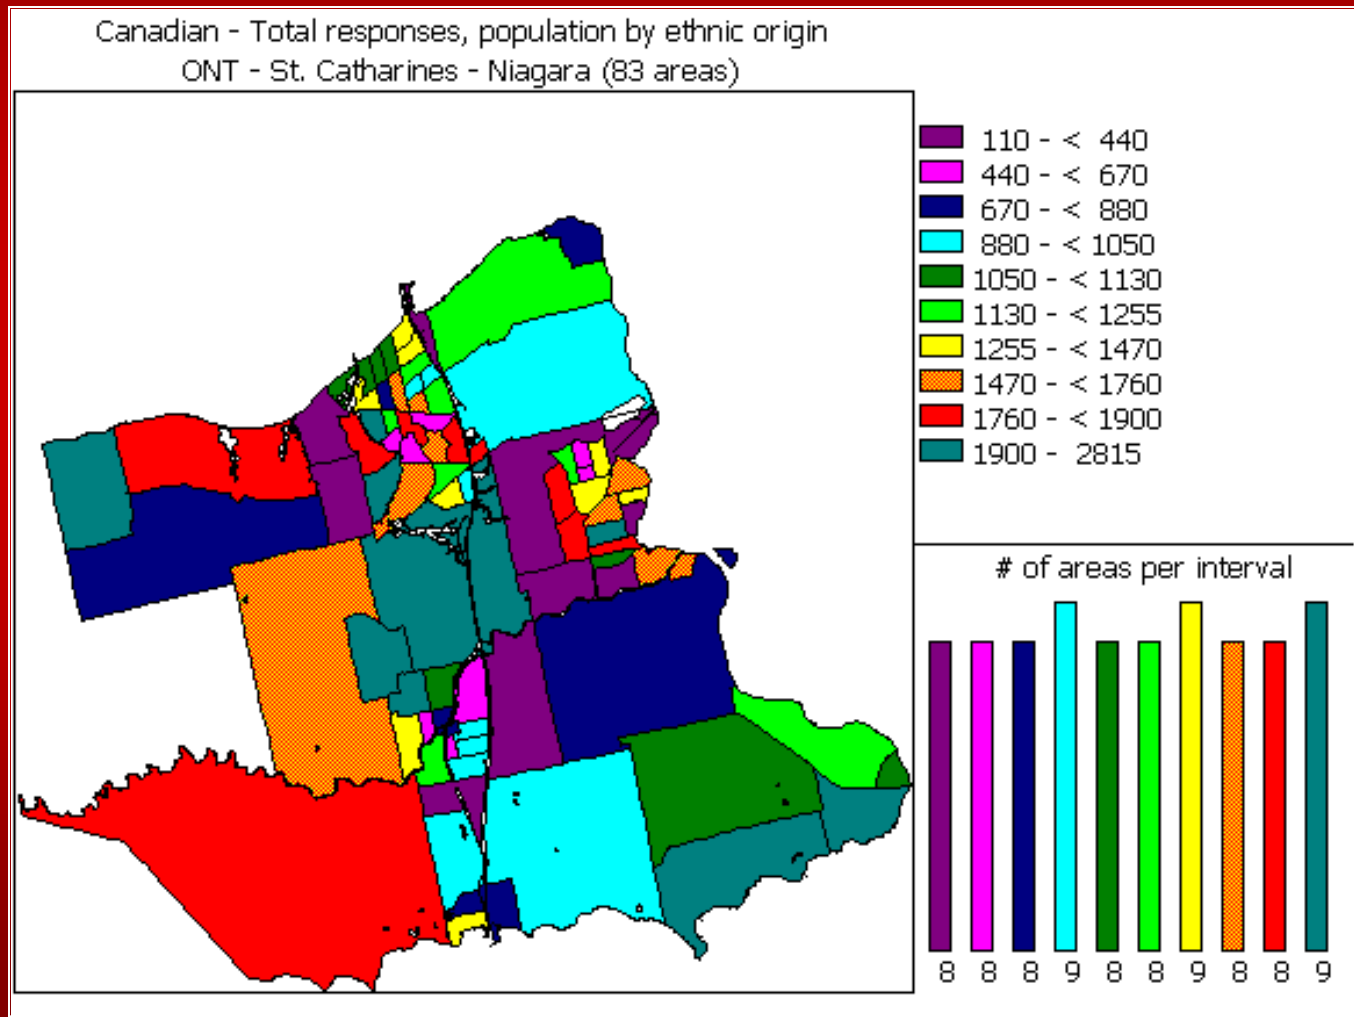 Canadian - Total responses, population by ethnic origin
ONT - St. Catharines - Niagara (83 areas)
110 - < 440
440 - < 670
670 - < 880
880 - < 1050
1050 - < 1130
1130 - < 1255
1255 - < 1470
1470 - < 1760
1760 - < 1900
1900 - 2815
# of areas per interval
8 8 8 9 8 8 9 8 8 9